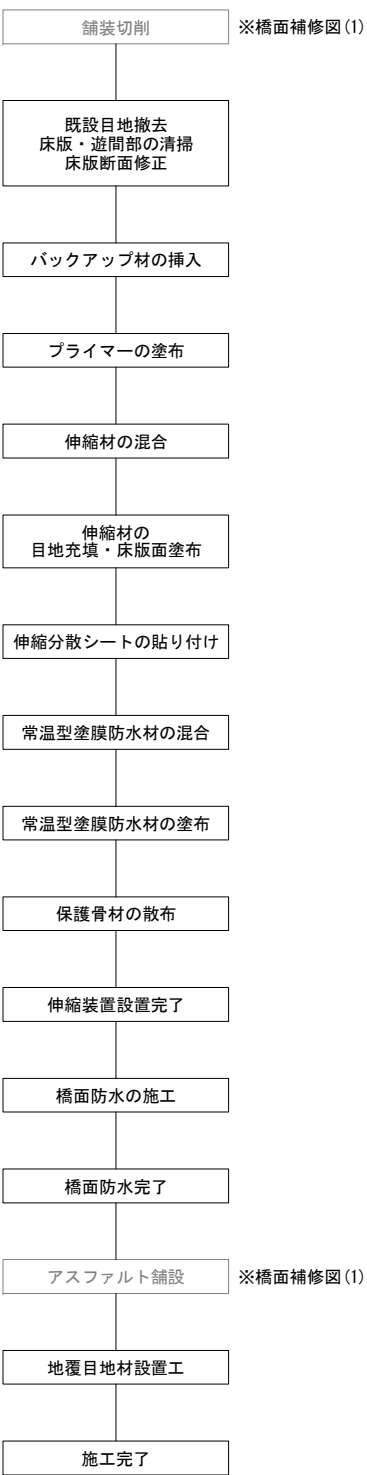 舗装切削
※橋面補修図(1)
既設目地撤去
床版・遊間部の清掃
床版断面修正
バックアップ材の挿入
プライマーの塗布
伸縮材の混合
伸縮材の
目地充填・床版面塗布
伸縮分散シートの貼り付け
常温型塗膜防水材の混合
常温型塗膜防水材の塗布
保護骨材の散布
伸縮装置設置完了
橋面防水の施工
橋面防水完了
アスファルト舗設
※橋面補修図(1)
地覆目地材設置工
施工完了